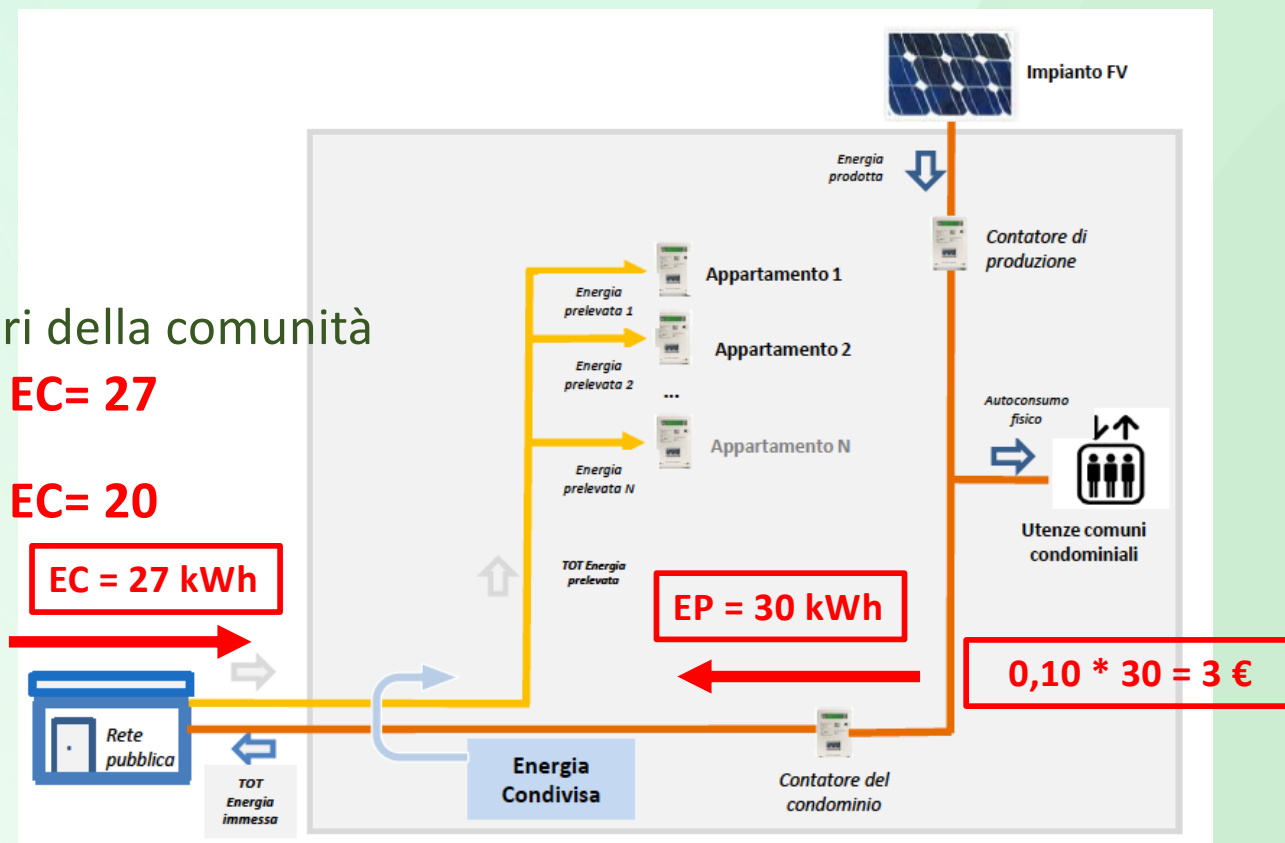 Impianto FV
Energia
prodotta
Contatore di
produzione
Appartamento 1
Energia
prelevata 1
ri della comunità
Appartamento 2
EC= 27
Energia
prelevata 2
...
Autoconsumo
fisico
Appartamento N
Energia
prelevata N
EC= 20
Utenze comuni
condominiali
EC = 27 kWh
TOT Energia
prelevata
EP = 30 kWh
0,10 * 30 = 3 €
Rete
pubblica
Energia
Condivisa
TOT
Energia
immessa
Contatore del
condominio